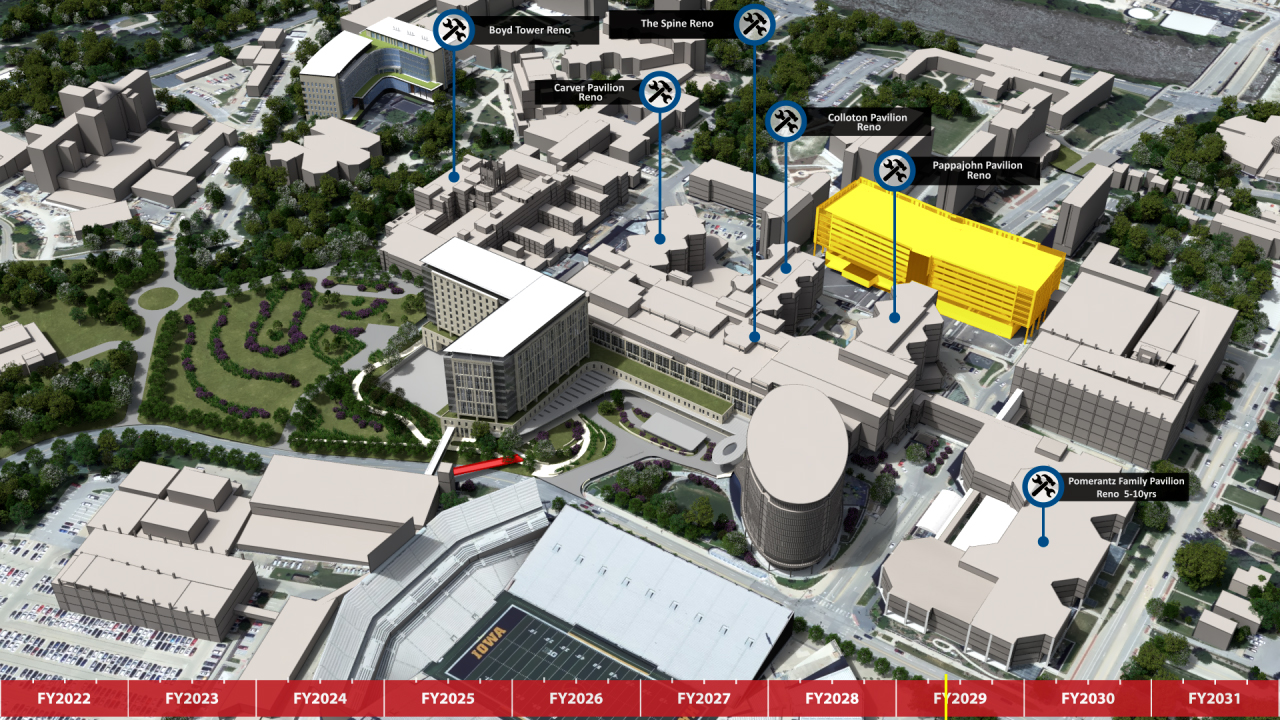 Boyd Tower Reno
The Spine Reno
Carver Pavilion
Reno
Colloton Pavilion
Reno
Pappajohn Pavilion
Reno
Pomerantz Family Pavilion
Reno 5-10yrs
IOWA
FY2022
FY2023
FY2024
FY2025
FY2026
FY2027
FY2028
FY2029
FY2030
FY2031